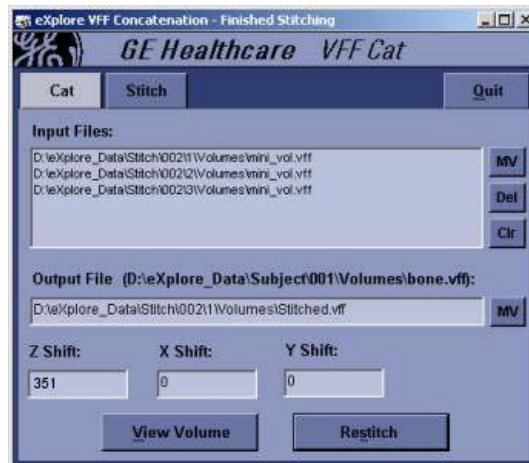 eXplore VFF Concatenation - Finished Stitching
GE Healthcare VFF Cat
Cat Stitch Quit
Input Files:
D:\eXplore_Data\Stitch\002\1\Volumes\mini_vol.vff
D:\eXplore_Data\Stitch\002\2\Volumes\mini_vol.vff
D:\eXplore_Data\Stitch\002\3\Volumes\mini_vol.vff
MV
Del
Clr
Output File (D:\eXplore_Data\Subject\001\Volumes\bone.vff):
D:\eXplore_Data\Stitch\002\1\Volumes\Stitched.vff MV
Z Shift: X Shift: Y Shift:
351 0 0
View Volume Restitch